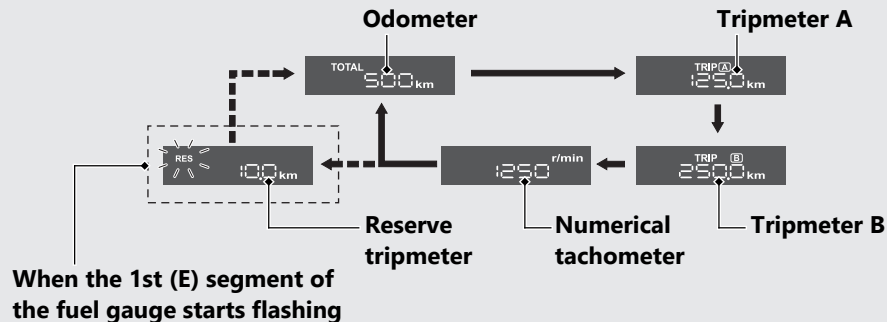 Odometer
Tripmeter A
TOTAL
500 km
TRIP A
125.0 km
RES
10.0 km
r/min
1250
TRIP B
250.0 km
Reserve
tripmeter
Numerical
tachometer
Tripmeter B
When the 1st (E) segment of
the fuel gauge starts flashing